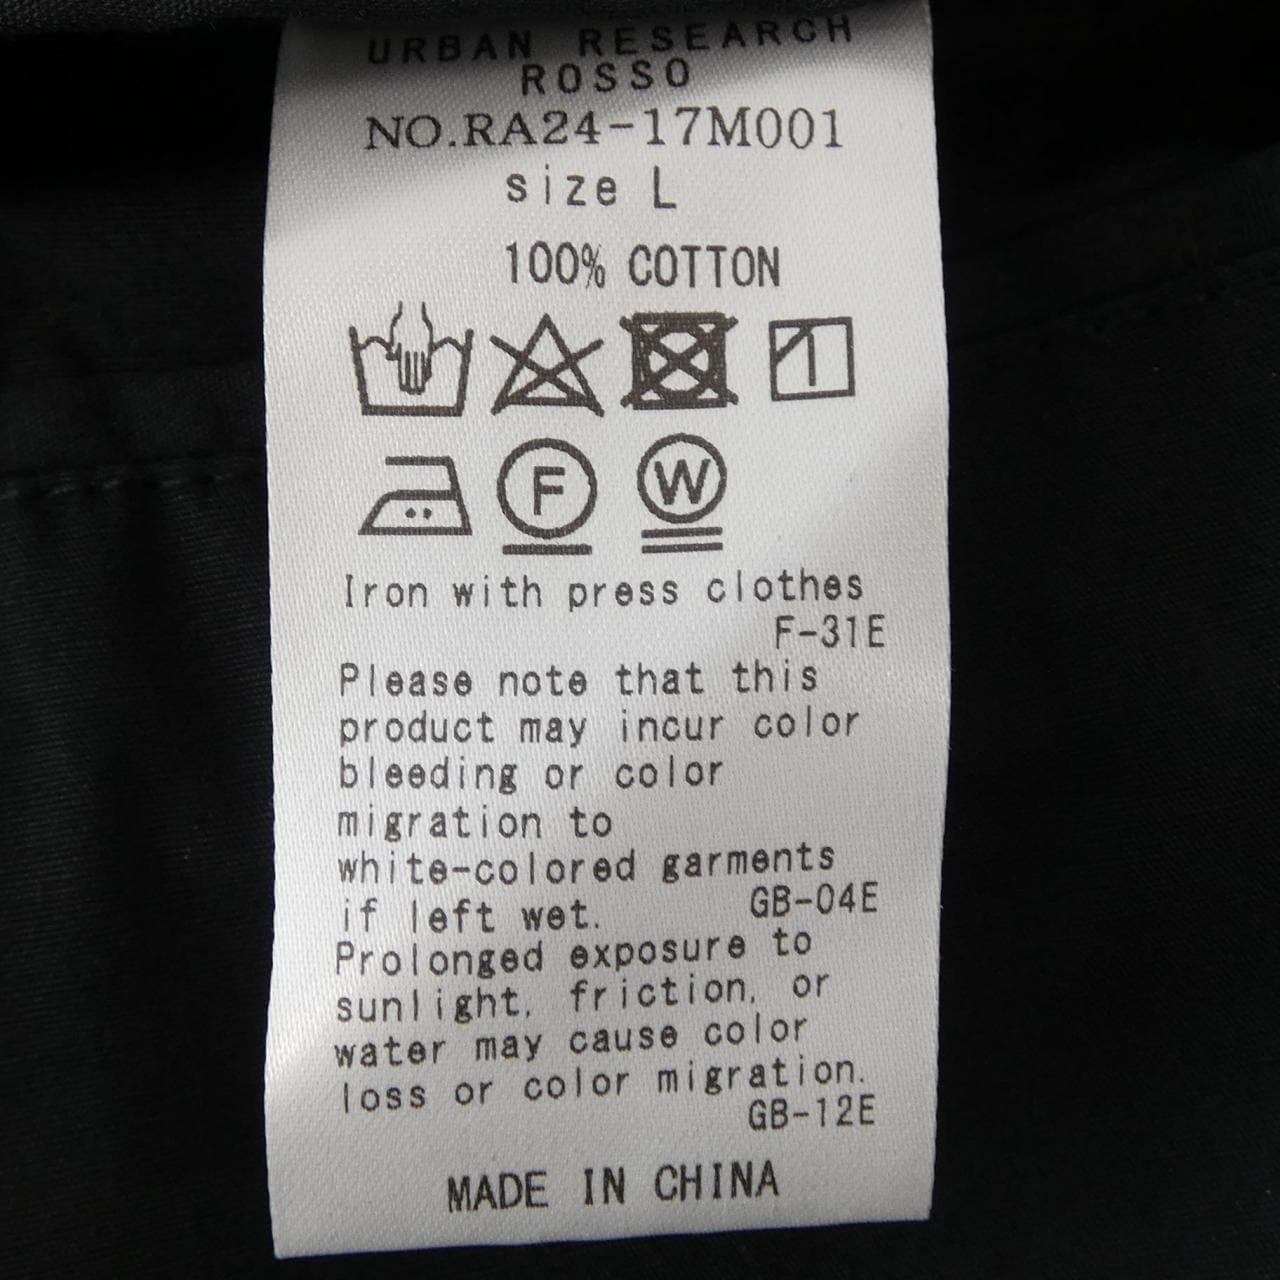 URBAN RESEARCH
ROSSO
NO.RA24-17M001
size L
100% COTTON
1
F
W
Iron with press clothes
F-31E
Please note that this
product may incur color
bleeding or color
migration to
white-colored garments
if left wet.
GB-04E
Prolonged exposure to
sunlight, friction, or
water may cause color
loss or color migration.
GB-12E
MADE IN CHINA